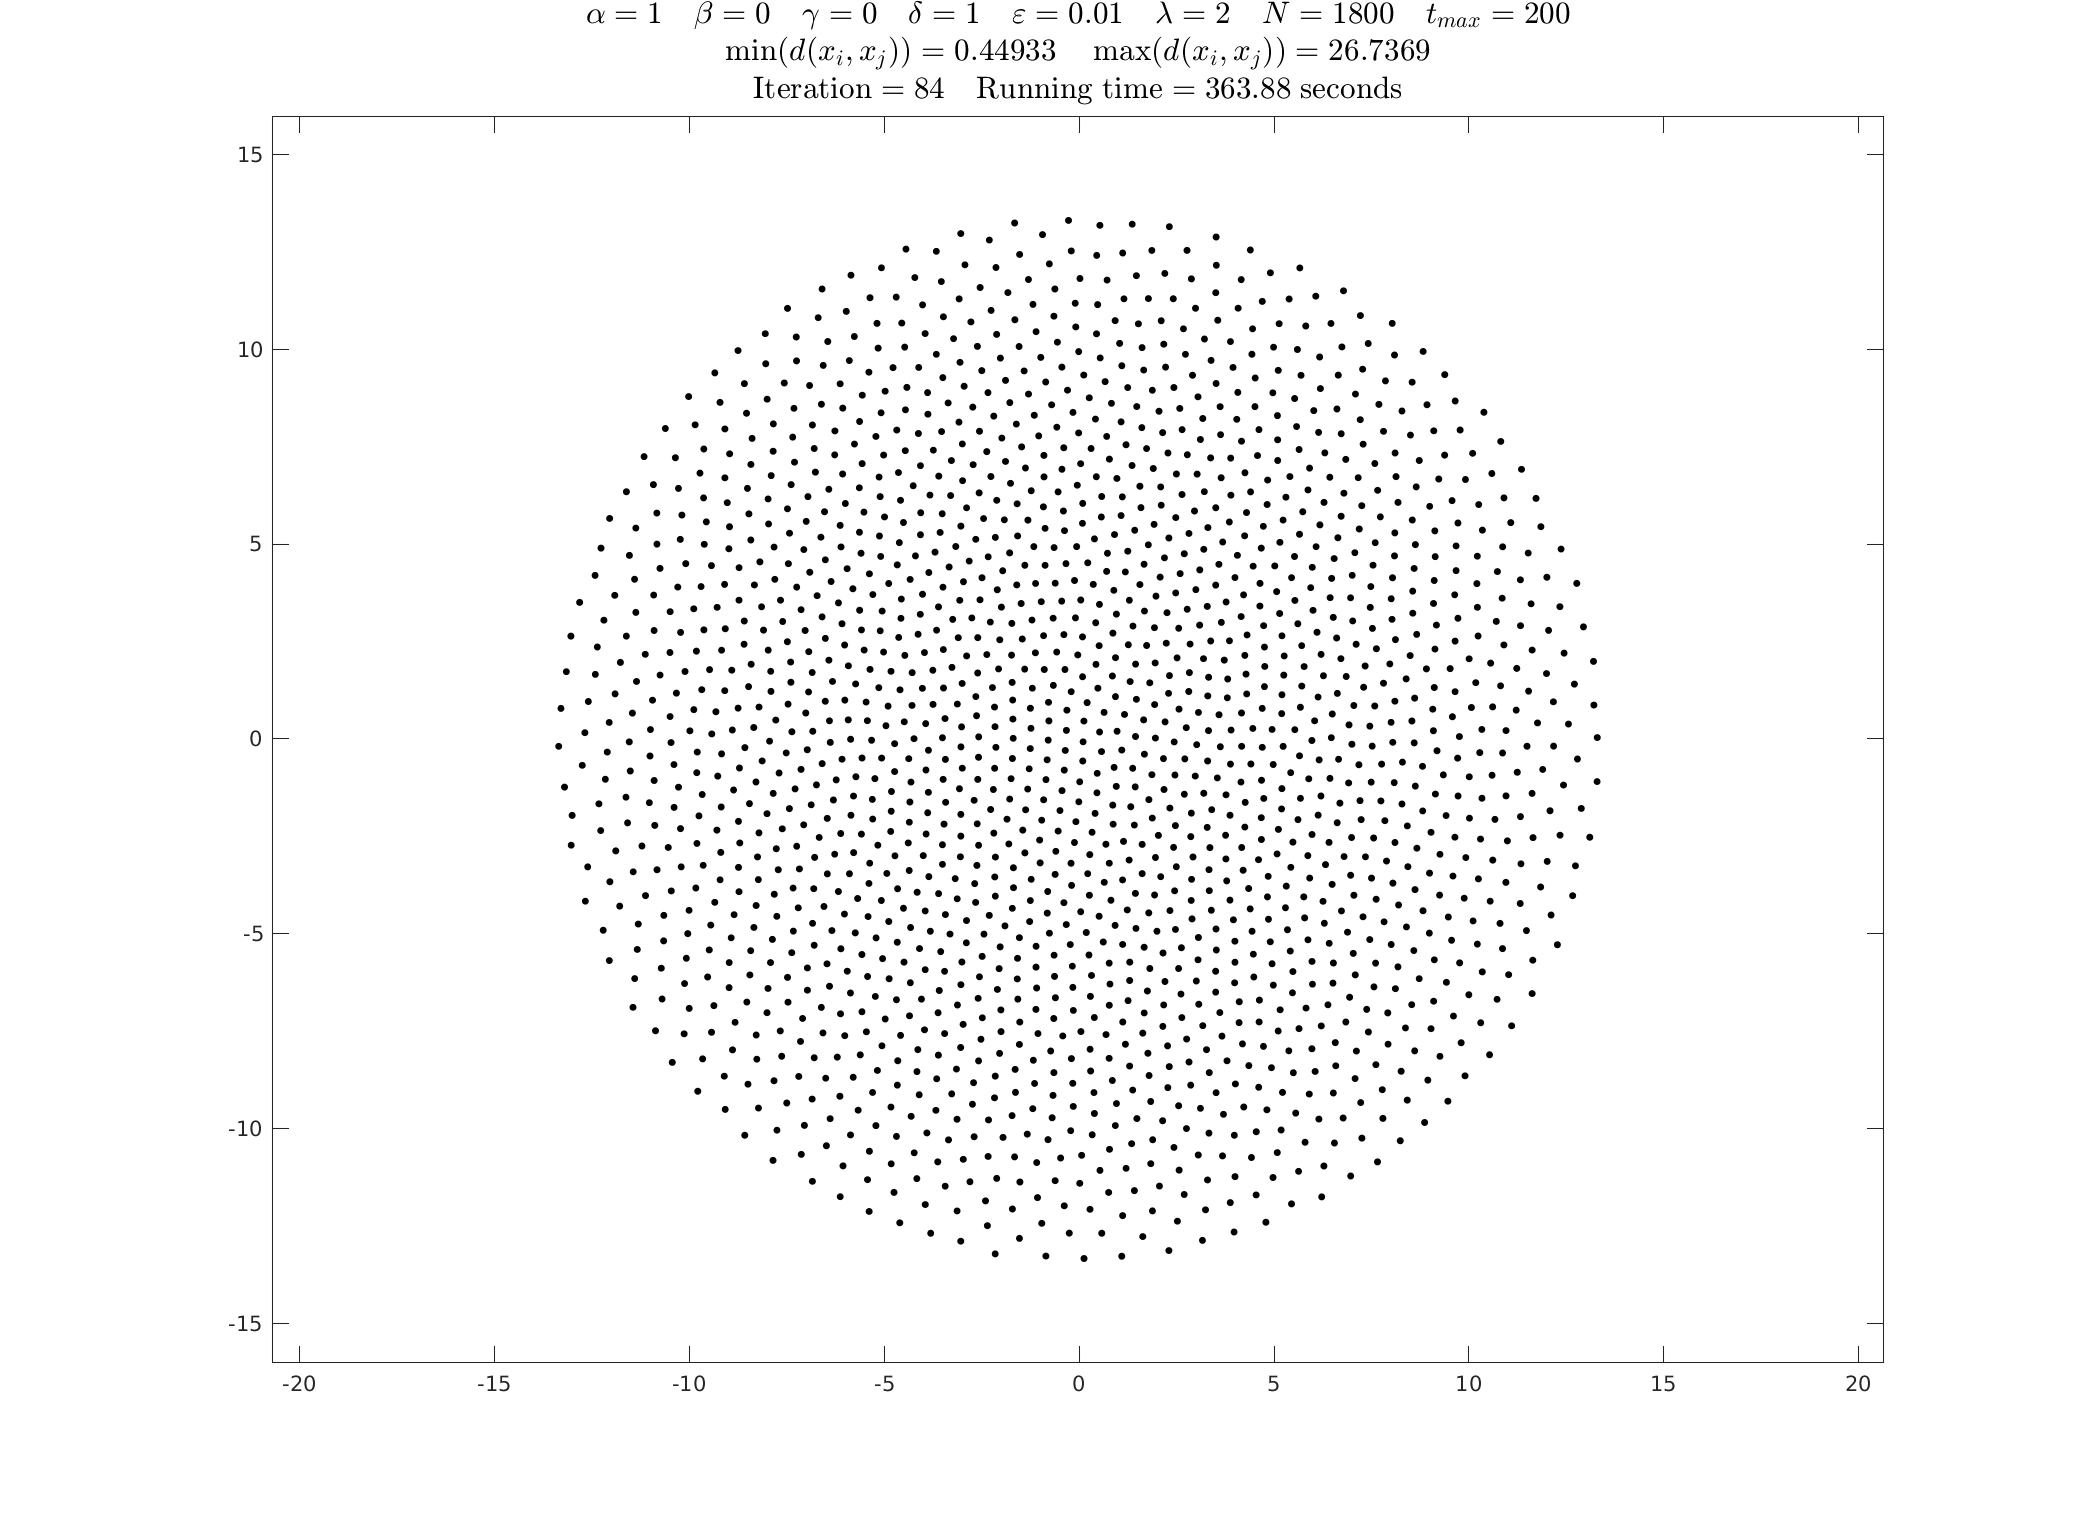 α = 1 β = 0 γ = 0 δ = 1 ε = 0.01 λ = 2 N = 1800 t_max = 200
min(d(x_i, x_j)) = 0.44933 max(d(x_i, x_j)) = 26.7369
Iteration = 84 Running time = 363.88 seconds
15
10
5
0
-5
-10
-15
-20 -15 -10 -5 0 5 10 15 20